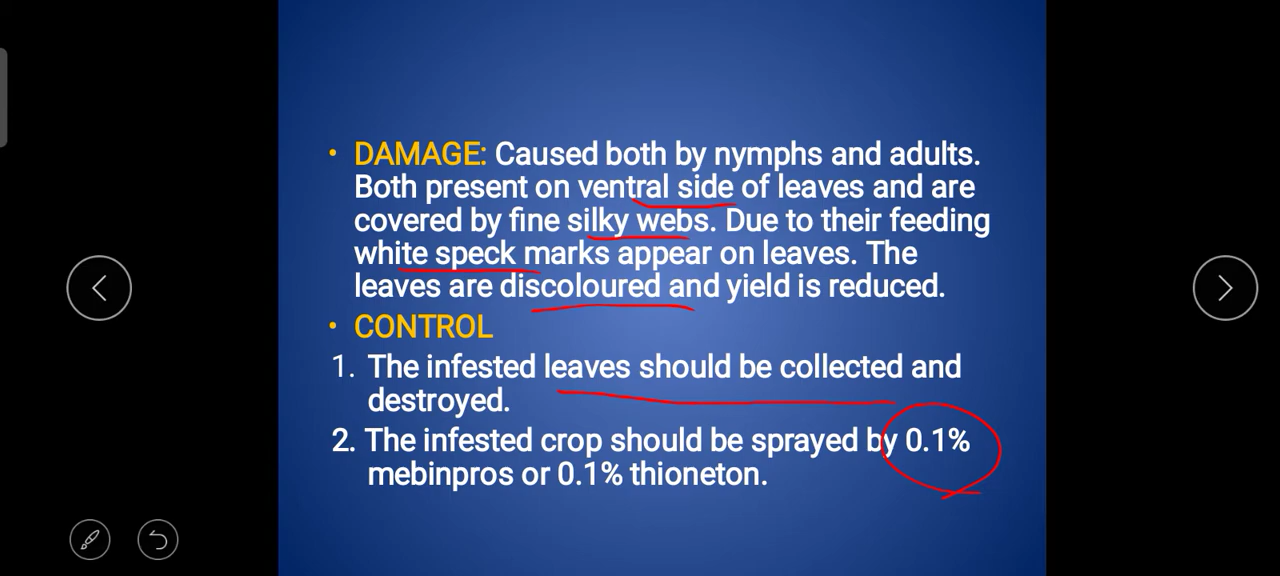 • DAMAGE: Caused both by nymphs and adults.
Both present on ventral side of leaves and are
covered by fine silky webs. Due to their feeding
white speck marks appear on leaves. The
leaves are discoloured and yield is reduced.
• CONTROL
1. The infested leaves should be collected and
destroyed.
2. The infested crop should be sprayed by 0.1%
mebinpros or 0.1% thioneton.